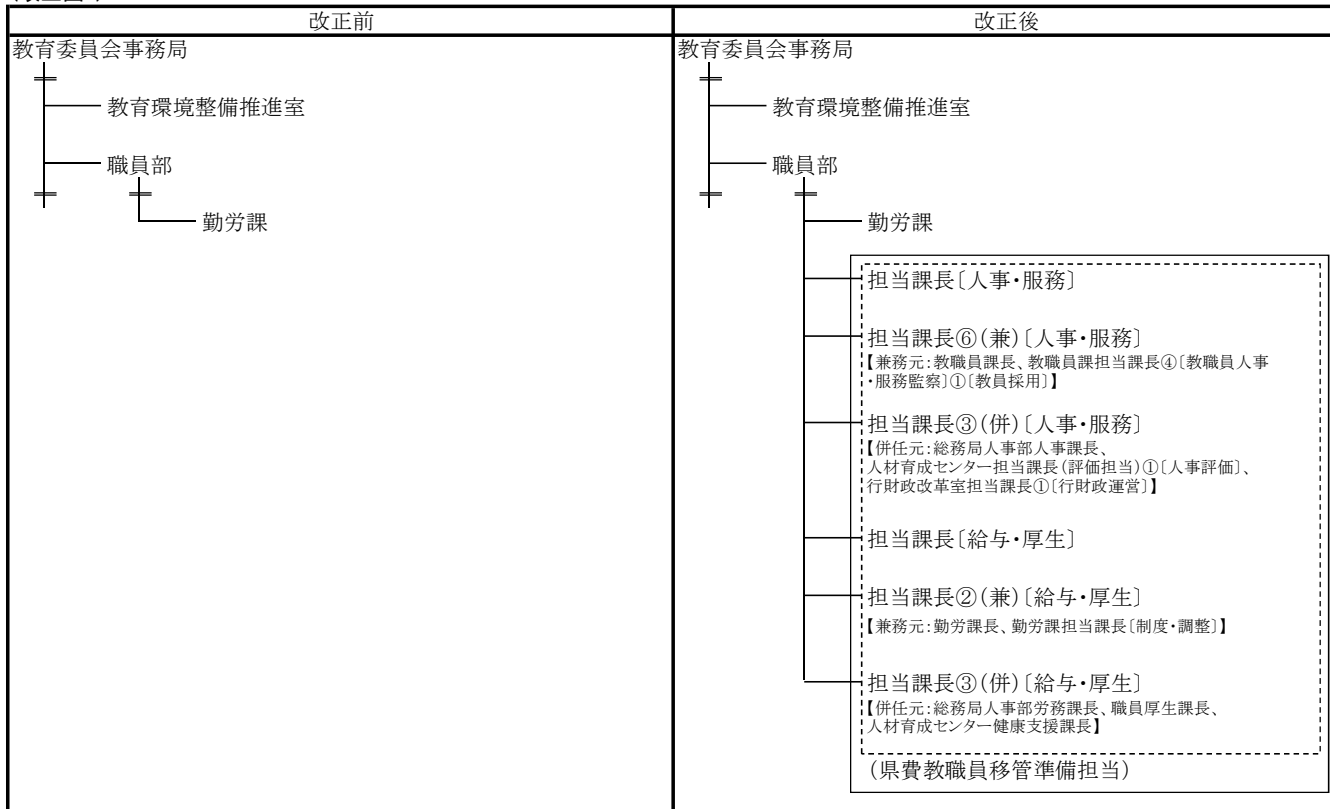 改正前
教育委員会事務局
教育環境整備推進室
職員部
勤労課
改正後
教育委員会事務局
教育環境整備推進室
職員部
勤労課
担当課長〔人事・服務〕
担当課長⑥(兼)〔人事・服務〕
【兼務元:教職員課長、教職員課担当課長④〔教職員人事
・服務監察〕①〔教員採用〕】
担当課長③(併)〔人事・服務〕
【併任元:総務局人事部人事課長、
人材育成センター担当課長(評価担当)①〔人事評価〕、
行財政改革室担当課長①〔行財政運営〕】
担当課長〔給与・厚生〕
担当課長②(兼)〔給与・厚生〕
【兼務元:勤労課長、勤労課担当課長〔制度・調整〕】
担当課長③(併)〔給与・厚生〕
【併任元:総務局人事部労務課長、職員厚生課長、
人材育成センター健康支援課長】
(県費教職員移管準備担当)